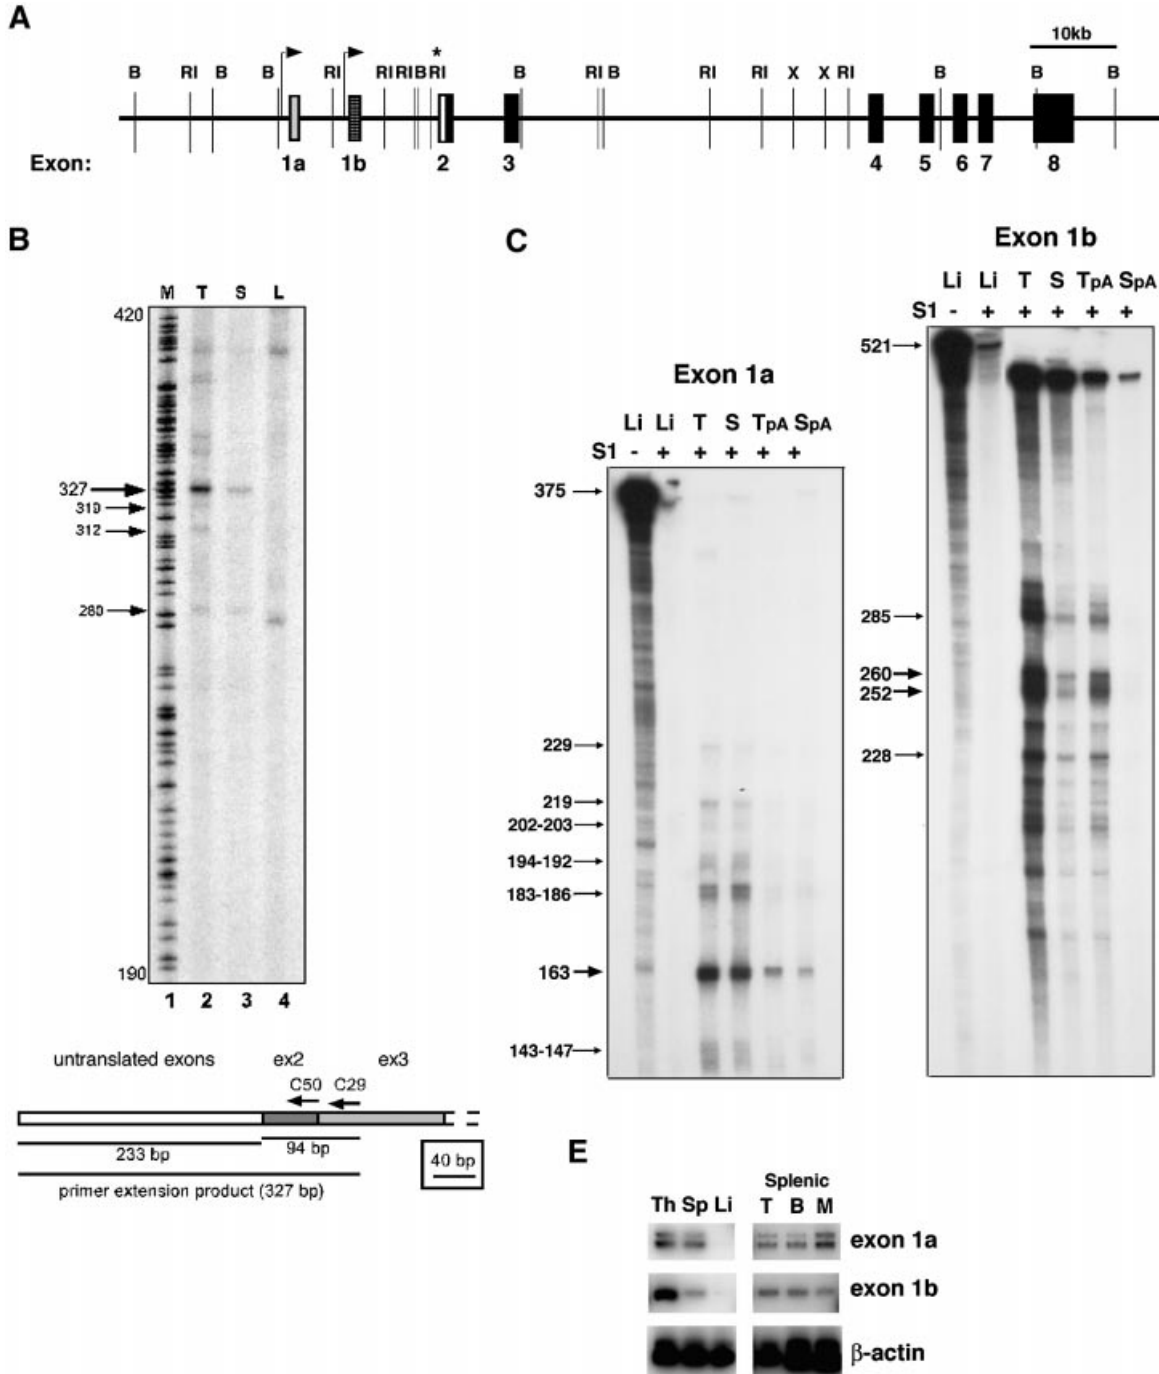 A
10kb
*
B RI B B RI RI RI B RI B RI B RI RI X X RI B B B
Exon: 1a 1b 2 3 4 5 6 7 8
B
M T S L
420
327
310
312
280
190
1 2 3 4
untranslated exons ex2 ex3
C50 C29
233 bp
94 bp
40 bp
primer extension product (327 bp)
C
Exon 1a
Li Li T S TpA SpA
S1 - + + + + +
375
229
219
202-203
194-192
183-186
163
143-147
Exon 1b
Li Li T S TpA SpA
S1 - + + + + +
521
285
260
252
228
E
Splenic
Th Sp Li T B M
exon 1a
exon 1b
β-actin